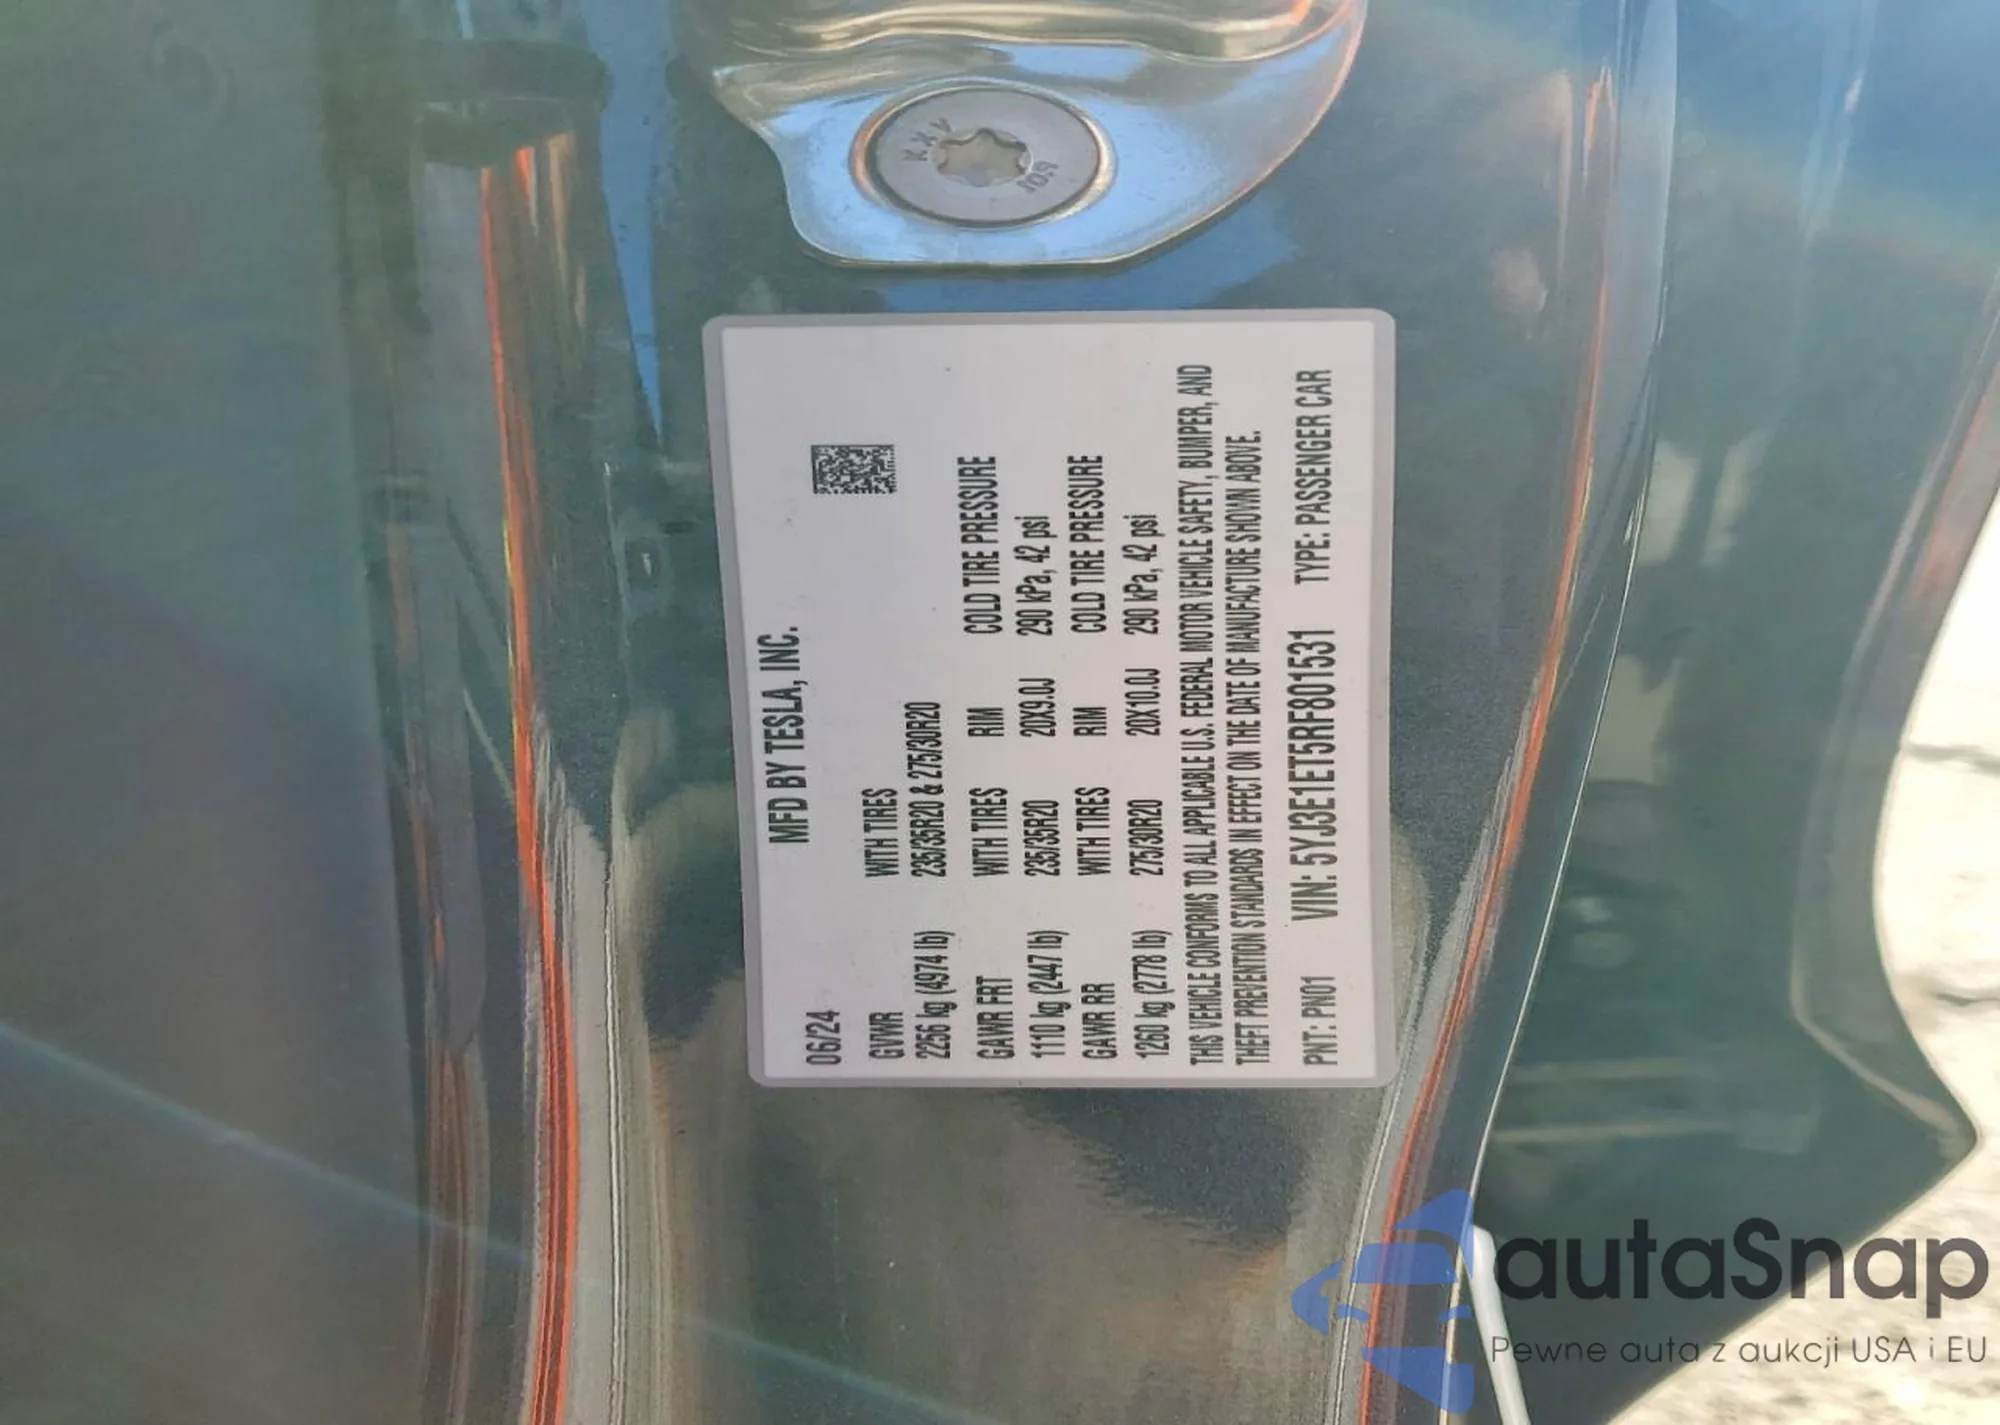 MFD BY TESLA, INC.
06/24
GVWR WITH TIRES
2256 kg (4974 lb) 235/35R20 & 275/30R20
GAWR FRT WITH TIRES RIM COLD TIRE PRESSURE
1110 kg (2447 lb) 235/35R20 20X9.0J 290 kPa, 42 psi
GAWR RR WITH TIRES RIM COLD TIRE PRESSURE
1260 kg (2778 lb) 275/30R20 20X10.0J 290 kPa, 42 psi
THIS VEHICLE CONFORMS TO ALL APPLICABLE U.S. FEDERAL MOTOR VEHICLE SAFETY, BUMPER, AND
THEFT PREVENTION STANDARDS IN EFFECT ON THE DATE OF MANUFACTURE SHOWN ABOVE.
PNT: PN01 VIN: 5YJ3E1ET5RF801531 TYPE: PASSENGER CAR
autaSnap
Pewne auta z aukcji USA i EU